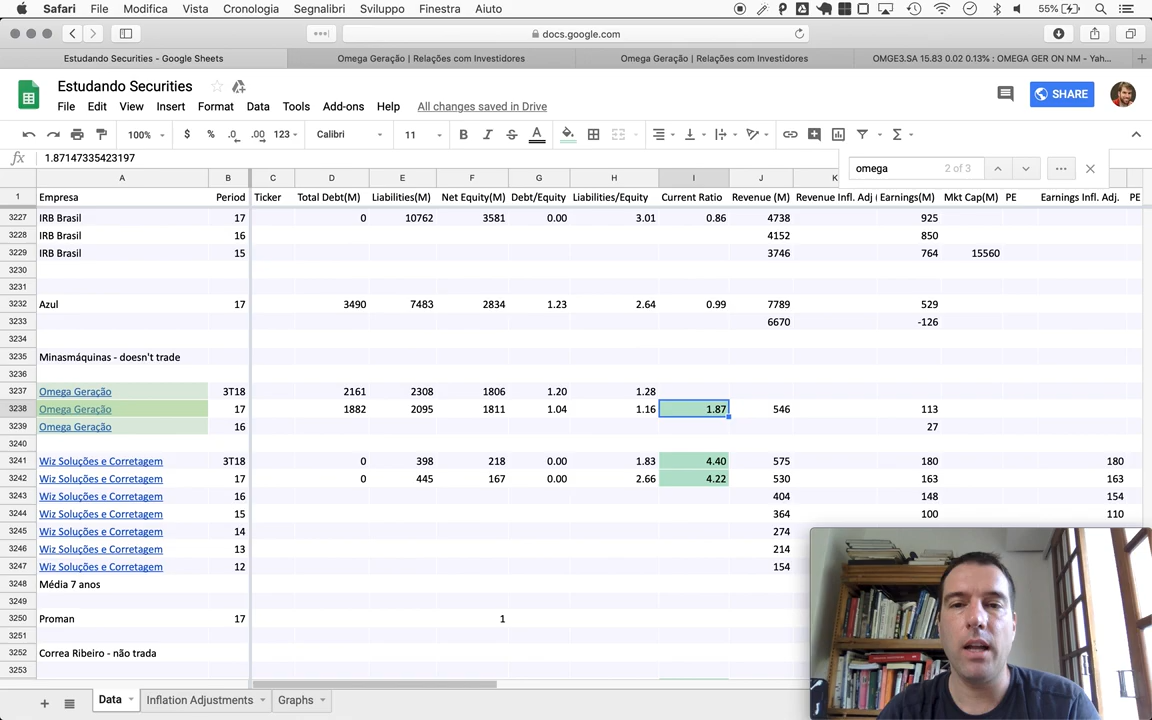 Safari File Modifica Vista Cronologia Segnalibri Sviluppo Finestra Aiuto 55%
docs.google.com
Estudando Securities - Google Sheets Omega Geração | Relações com Investidores Omega Geração | Relações com Investidores OMGE3.SA 15.83 0.02 0.13% : OMEGA GER ON NM - Yah...
Estudando Securities
File Edit View Insert Format Data Tools Add-ons Help All changes saved in Drive SHARE
100% $ % .0 .00 123 Calibri 11 B I S A
fx 1.87147335423197 omega 2 of 3
A B C D E F G H I J K
1 Empresa Period Ticker Total Debt(M) Liabilities(M) Net Equity(M) Debt/Equity Liabilities/Equity Current Ratio Revenue (M) Revenue Infl. Adj Earnings(M) Mkt Cap(M) PE Earnings Infl. Adj. PE
3227 IRB Brasil 17 0 10762 3581 0.00 3.01 0.86 4738 925
3228 IRB Brasil 16 4152 850
3229 IRB Brasil 15 3746 764 15560
3230
3231
3232 Azul 17 3490 7483 2834 1.23 2.64 0.99 7789 529
3233 6670 -126
3234
3235 Minasmáquinas - doesn't trade
3236
3237 Omega Geração 3T18 2161 2308 1806 1.20 1.28
3238 Omega Geração 17 1882 2095 1811 1.04 1.16 1.87 546 113
3239 Omega Geração 16 27
3240
3241 Wiz Soluções e Corretagem 3T18 0 398 218 0.00 1.83 4.40 575 180 180
3242 Wiz Soluções e Corretagem 17 0 445 167 0.00 2.66 4.22 530 163 163
3243 Wiz Soluções e Corretagem 16 404 148 154
3244 Wiz Soluções e Corretagem 15 364 100 110
3245 Wiz Soluções e Corretagem 14 274
3246 Wiz Soluções e Corretagem 13 214
3247 Wiz Soluções e Corretagem 12 154
3248 Média 7 anos
3249
3250 Proman 17 1
3251
3252 Correa Ribeiro - não trada
3253
Data Inflation Adjustments Graphs